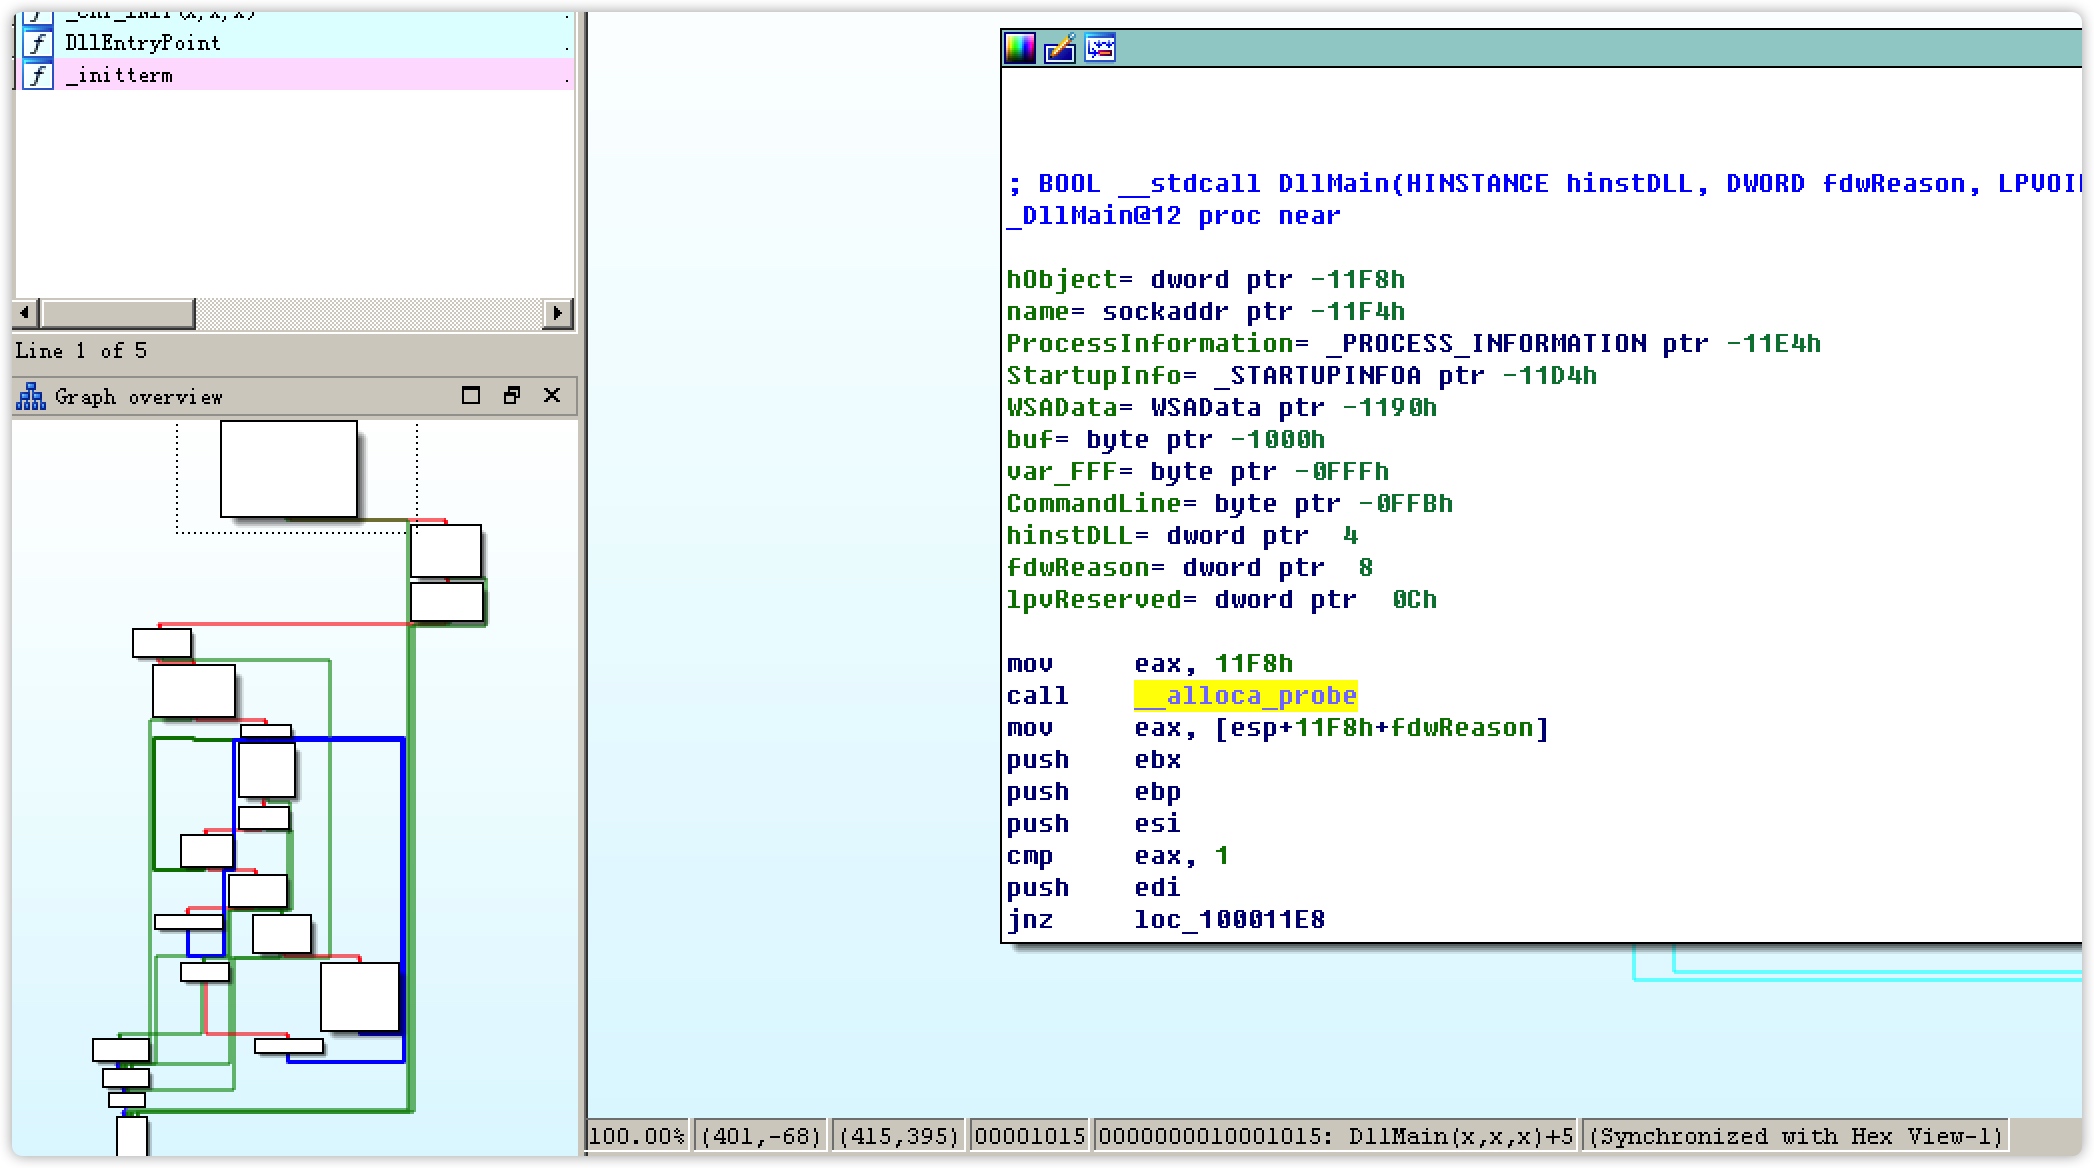 DllEntryPoint .
_initterm .
Line 1 of 5
Graph overview
; BOOL __stdcall DllMain(HINSTANCE hinstDLL, DWORD fdwReason,
_DllMain@12 proc near
hObject= dword ptr -11F8h
name= sockaddr ptr -11F4h
ProcessInformation= _PROCESS_INFORMATION ptr -11E4h
StartupInfo= _STARTUPINFOA ptr -11D4h
WSAData= WSAData ptr -1190h
buf= byte ptr -1000h
var_FFF= byte ptr -0FFFh
CommandLine= byte ptr -0FFBh
hinstDLL= dword ptr 4
fdwReason= dword ptr 8
lpvReserved= dword ptr 0Ch
mov eax, 11F8h
call __alloca_probe
mov eax, [esp+11F8h+fdwReason]
push ebx
push ebp
push esi
cmp eax, 1
push edi
jnz loc_100011E8
100.00% (401,-68) (415,395) 00001015 0000000010001015: DllMain(x,x,x)+5 (Synchronized with Hex View-1)